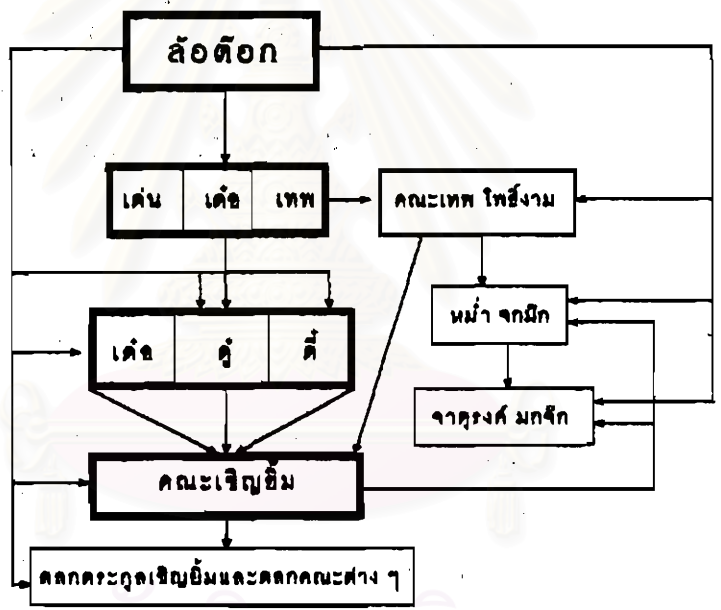 ล้อต๊อก
เด่น เด๋อ เทพ
คณะเทพ โพธิ์งาม
เด๋อ ดู๋ ดี๋
หม่ำ จกม๊ก
จาตุรงค์ มกจ๊ก
คณะเชิญยิ้ม
ตลกตระกูลเชิญยิ้มและตลกคณะต่าง ๆ